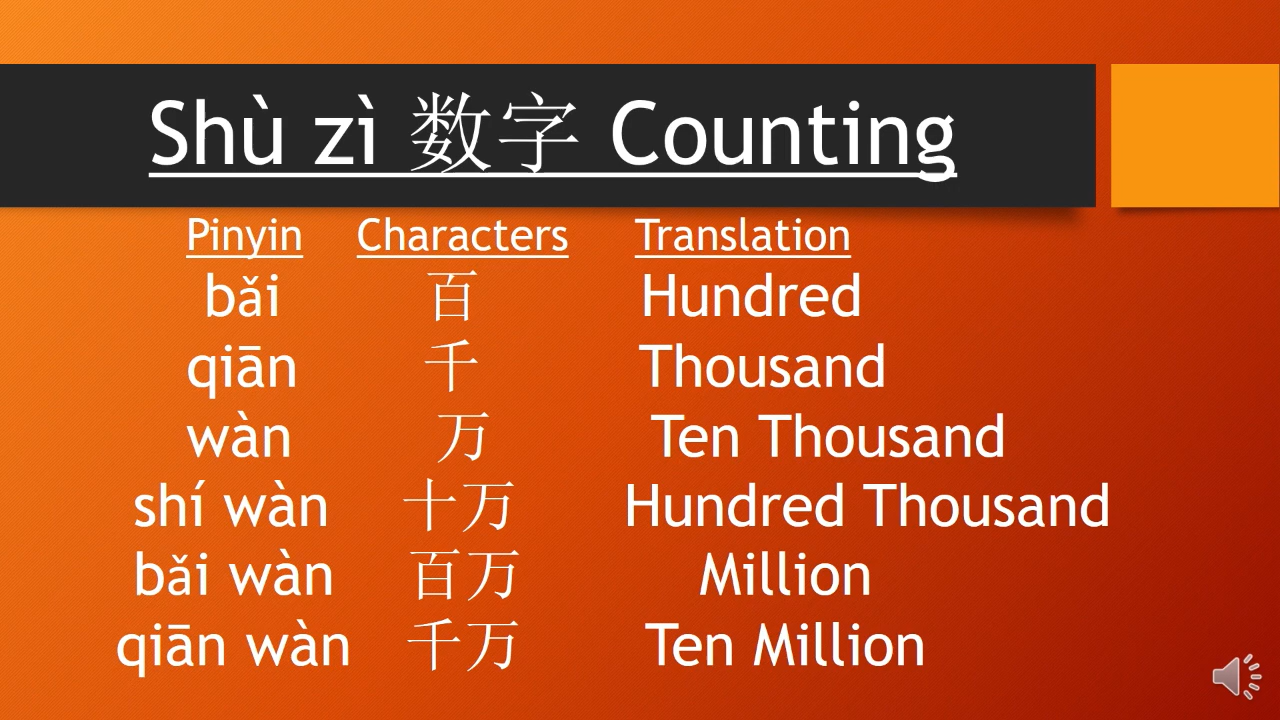 Shù zì 数字 Counting
Pinyin Characters Translation
bǎi 百 Hundred
qiān 千 Thousand
wàn 万 Ten Thousand
shí wàn 十万 Hundred Thousand
bǎi wàn 百万 Million
qiān wàn 千万 Ten Million